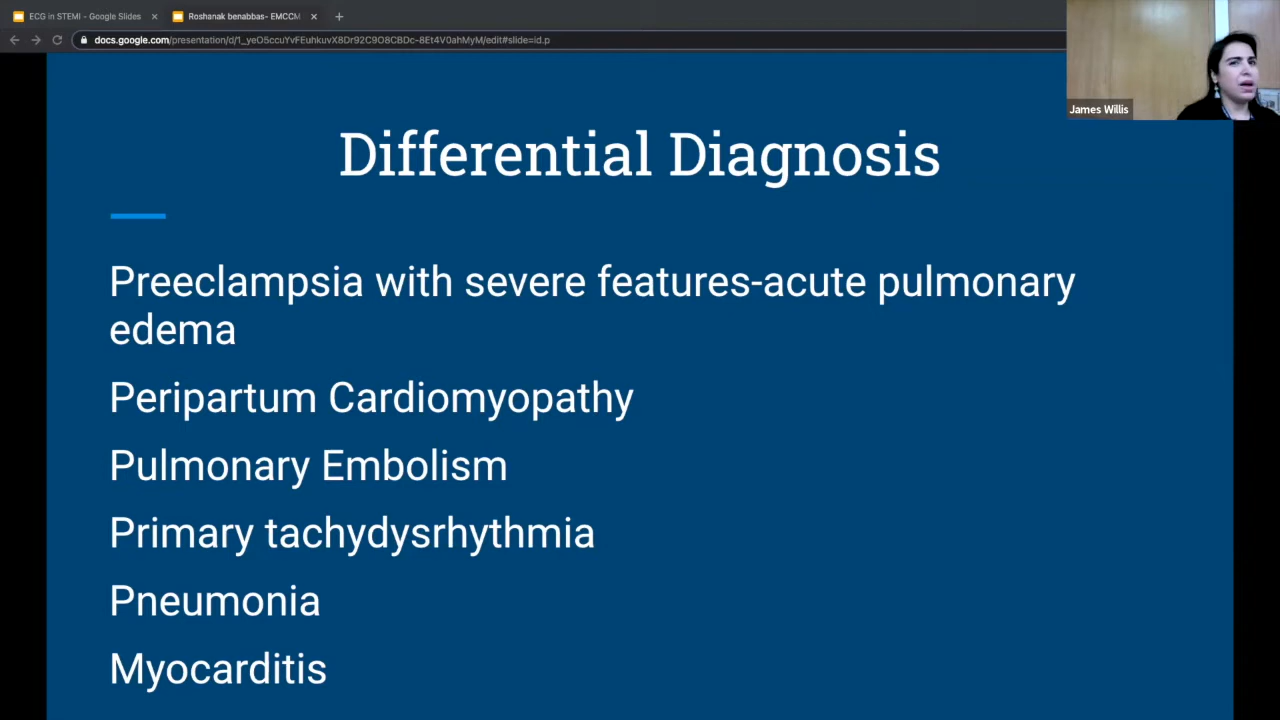 ECG in STEMI - Google Slides
Roshanak benabbas- EMCCM
docs.google.com/presentation/d/1_yeO5ccuYvFEuhkuvX8Dr92C9O8CBDc-8Et4V0ahMyM/edit#slide=id.p
James Willis
Differential Diagnosis
Preeclampsia with severe features-acute pulmonary
edema
Peripartum Cardiomyopathy
Pulmonary Embolism
Primary tachydysrhythmia
Pneumonia
Myocarditis